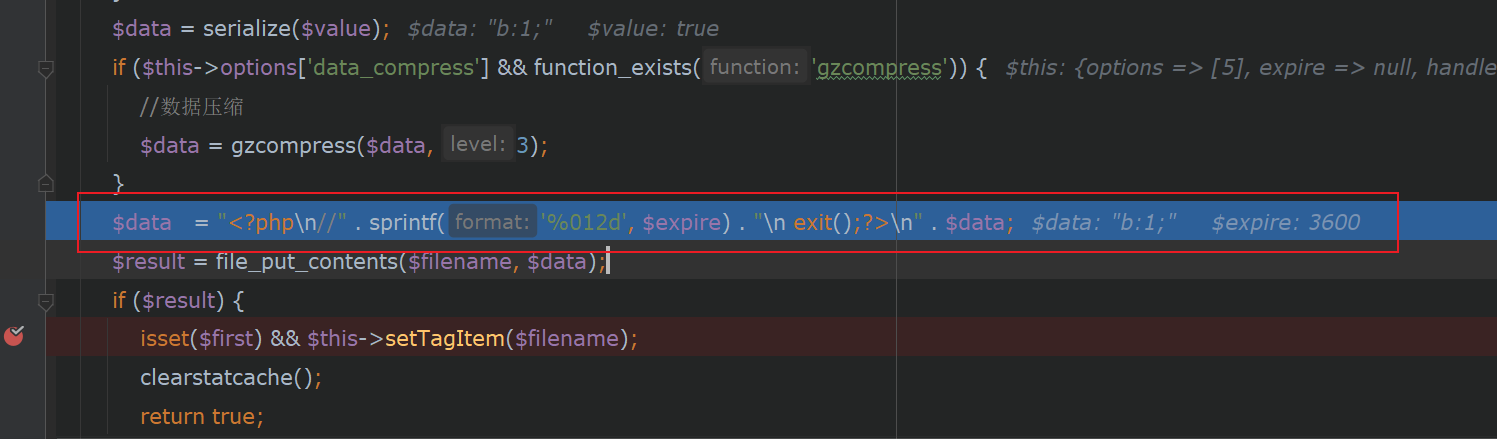 $data = serialize($value); $data: "b:1;" $value: true
if ($this->options['data_compress'] && function_exists( function: 'gzcompress')) { $this: {options => [5], expire => null, handle
//数据压缩
$data = gzcompress($data, level: 3);
}
$data = "<?php\n//" . sprintf( format: '%012d', $expire) . "\n exit();?>\n" . $data; $data: "b:1;" $expire: 3600
$result = file_put_contents($filename, $data);
if ($result) {
isset($first) && $this->setTagItem($filename);
clearstatcache();
return true;